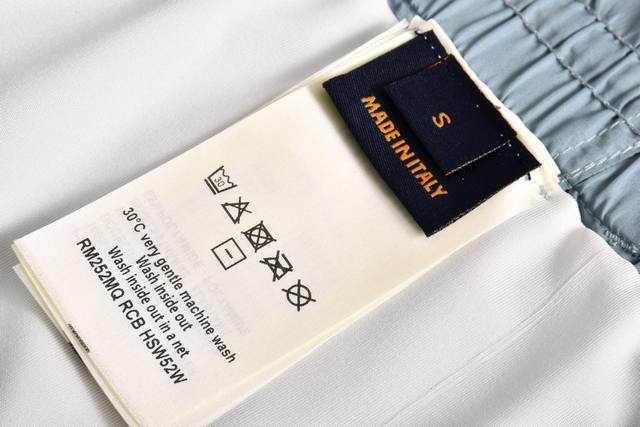 MADE IN ITALY
S
30
30°C very gentle machine wash
Wash inside out
Wash inside out in a net
RM252MQ RCB HSW52W